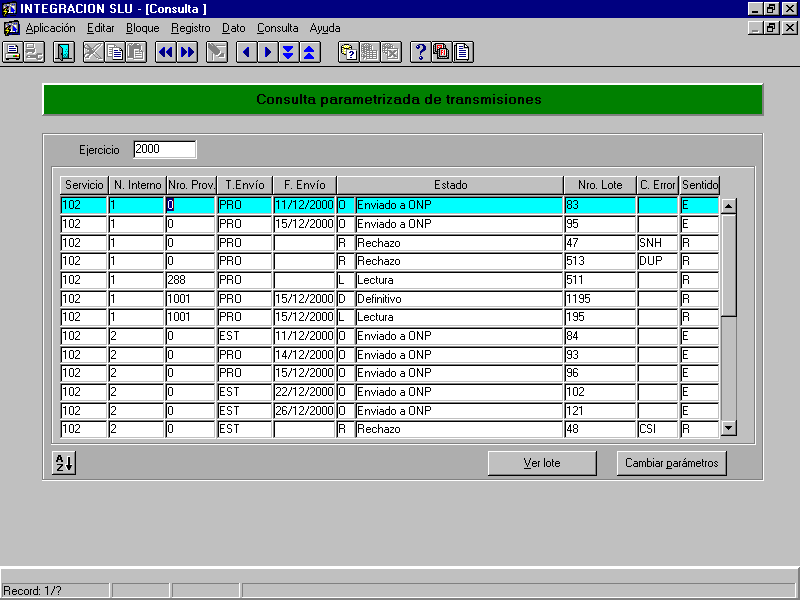 INTEGRACION SLU - [Consulta ]
Aplicación Editar Bloque Registro Dato Consulta Ayuda
Consulta parametrizada de transmisiones
Ejercicio 2000
Servicio N. Interno Nro. Prov. T.Envío F. Envío Estado Nro. Lote C. Error Sentido
102 1 0 PRO 11/12/2000 O Enviado a ONP 83 E
102 1 0 PRO 15/12/2000 O Enviado a ONP 95 E
102 1 0 PRO R Rechazo 47 SNH R
102 1 0 PRO R Rechazo 513 DUP R
102 1 288 PRO L Lectura 511 R
102 1 1001 PRO 15/12/2000 D Definitivo 1195 R
102 1 1001 PRO 15/12/2000 L Lectura 195 R
102 2 0 EST 11/12/2000 O Enviado a ONP 84 E
102 2 0 PRO 14/12/2000 O Enviado a ONP 93 E
102 2 0 PRO 15/12/2000 O Enviado a ONP 96 E
102 2 0 EST 22/12/2000 O Enviado a ONP 102 E
102 2 0 EST 26/12/2000 O Enviado a ONP 121 E
102 2 0 EST R Rechazo 48 CSI R
AZ Ver lote Cambiar parámetros
Record: 1/?